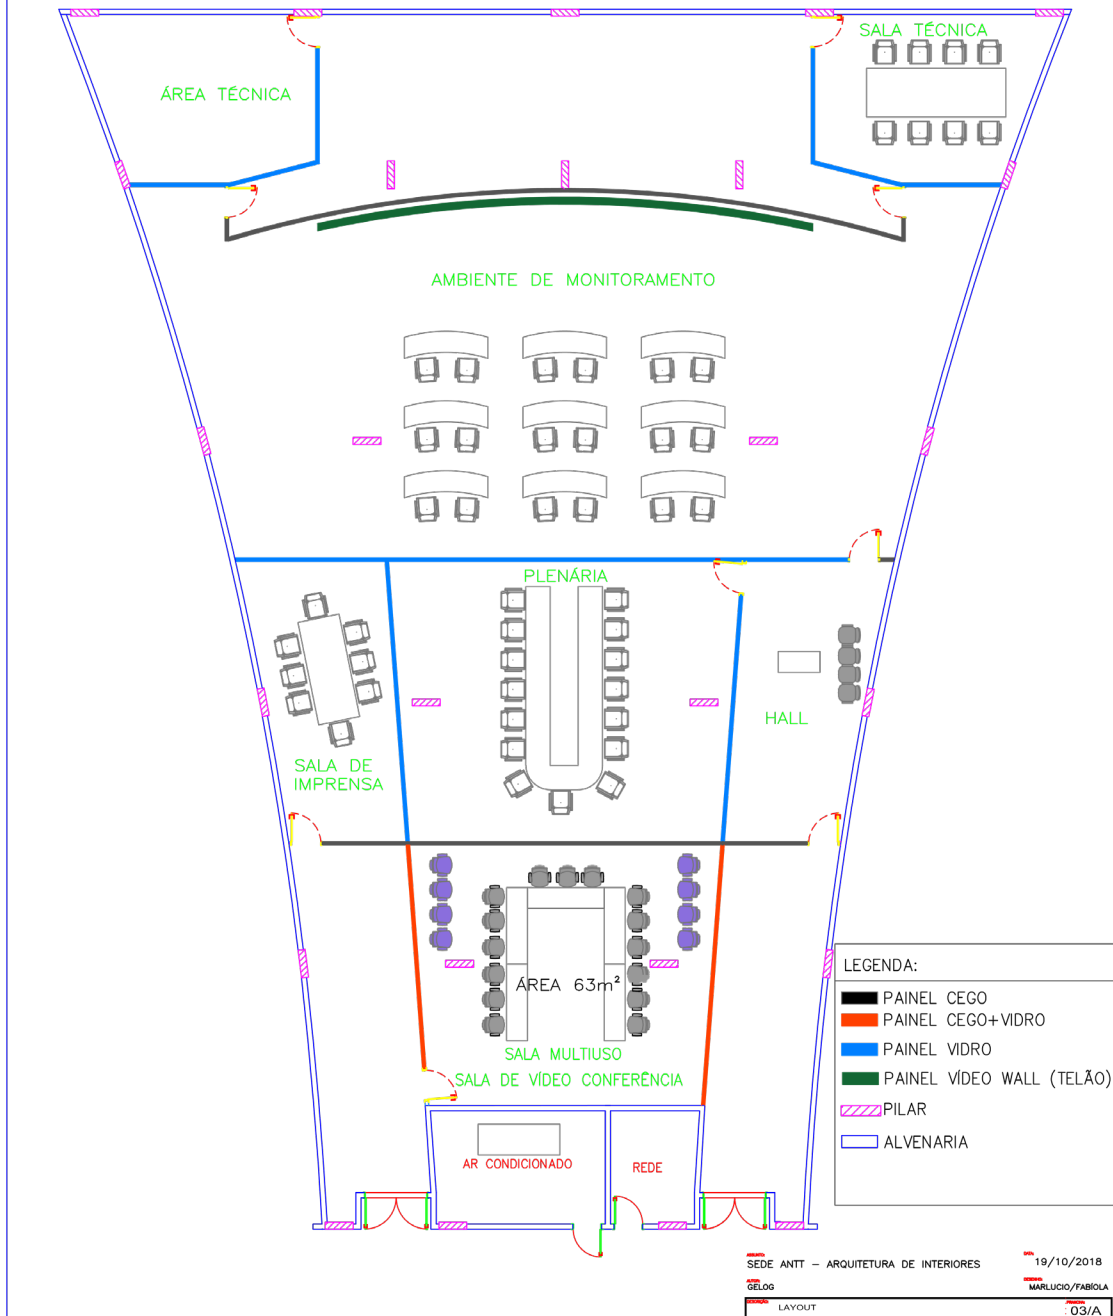 SALA TÉCNICA
ÁREA TÉCNICA
AMBIENTE DE MONITORAMENTO
PLENÁRIA
HALL
SALA DE
IMPRENSA
ÁREA 63m²
SALA MULTIUSO
SALA DE VÍDEO CONFERÊNCIA
AR CONDICIONADO
REDE
LEGENDA:
PAINEL CEGO
PAINEL CEGO+VIDRO
PAINEL VIDRO
PAINEL VÍDEO WALL (TELÃO)
PILAR
ALVENARIA
SEDE ANTT – ARQUITETURA DE INTERIORES
19/10/2018
GELOG
MARLUCIO/FABÍOLA
LAYOUT
03/A